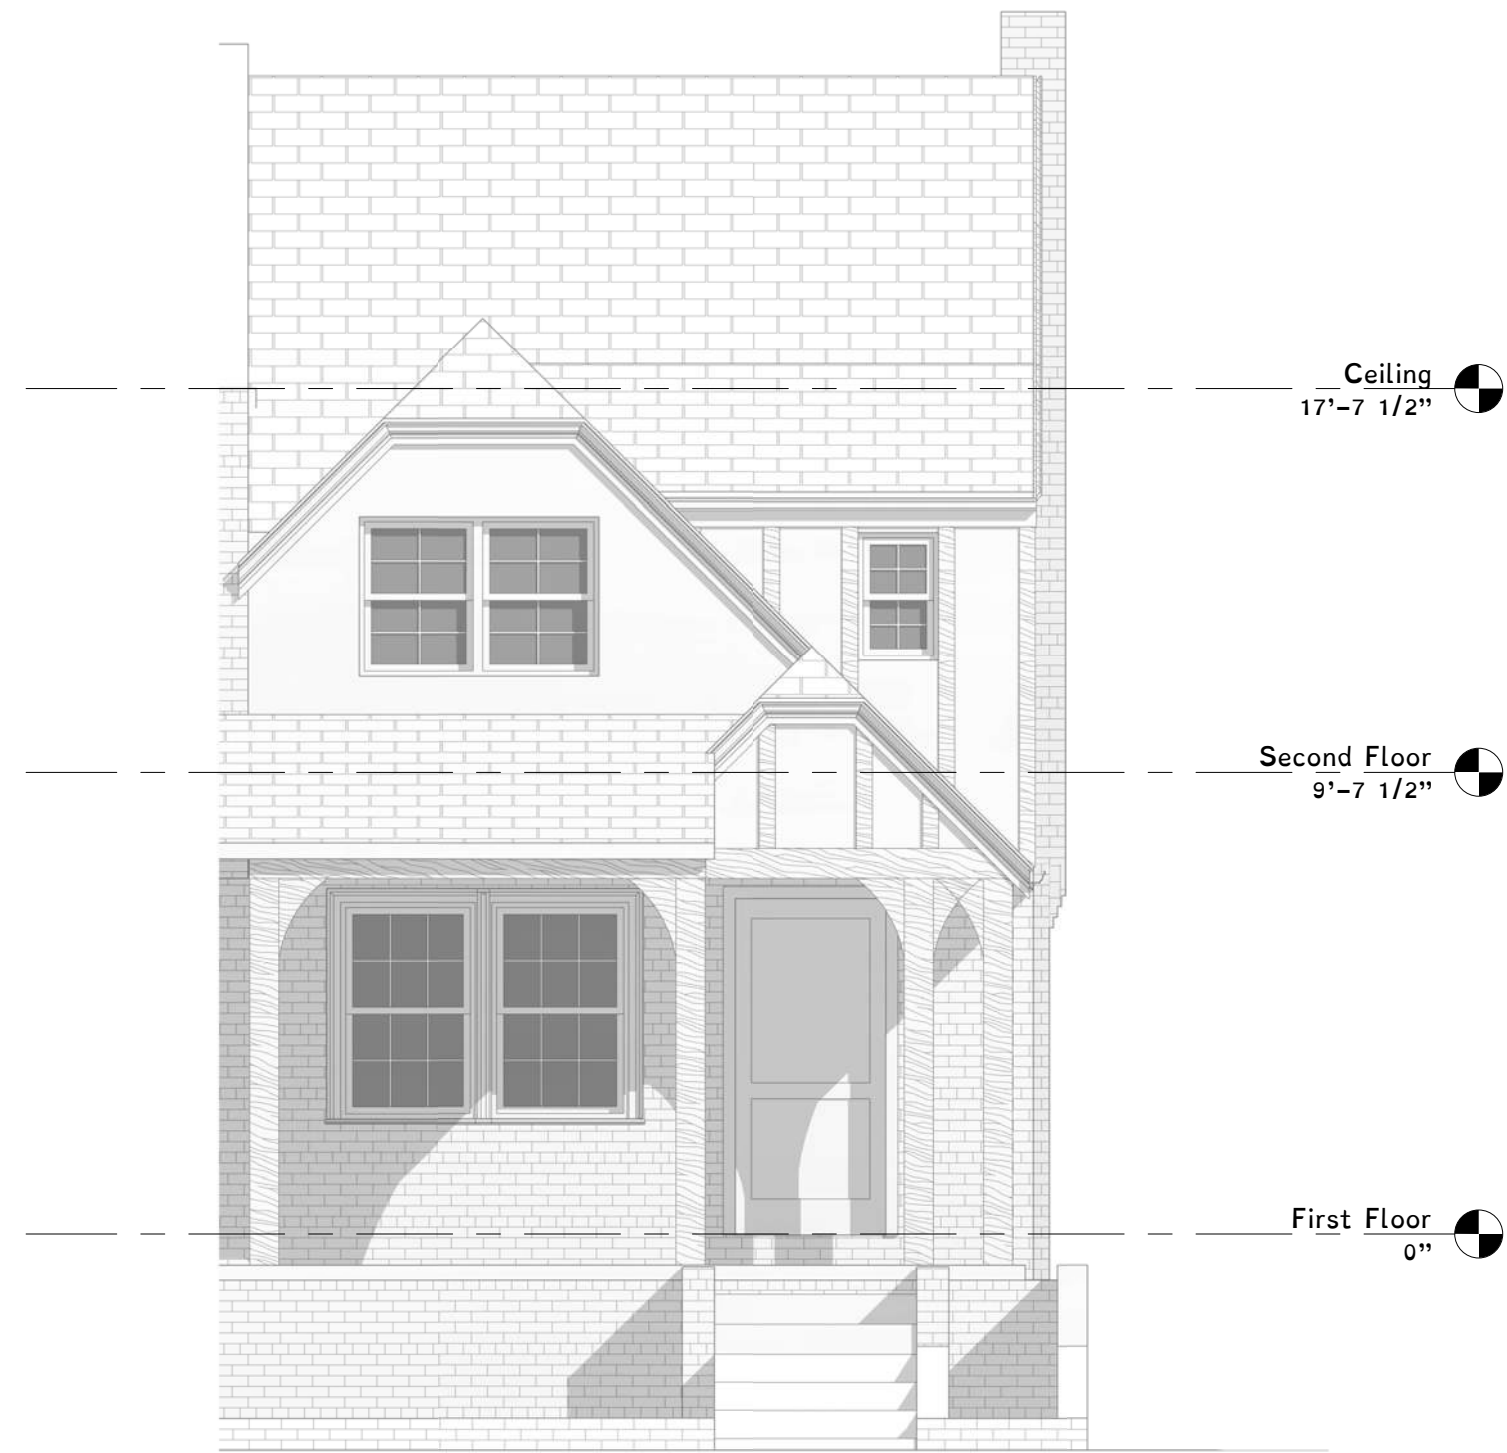 Ceiling
17’-7 1/2”
Second Floor
9’-7 1/2”
First Floor
0”